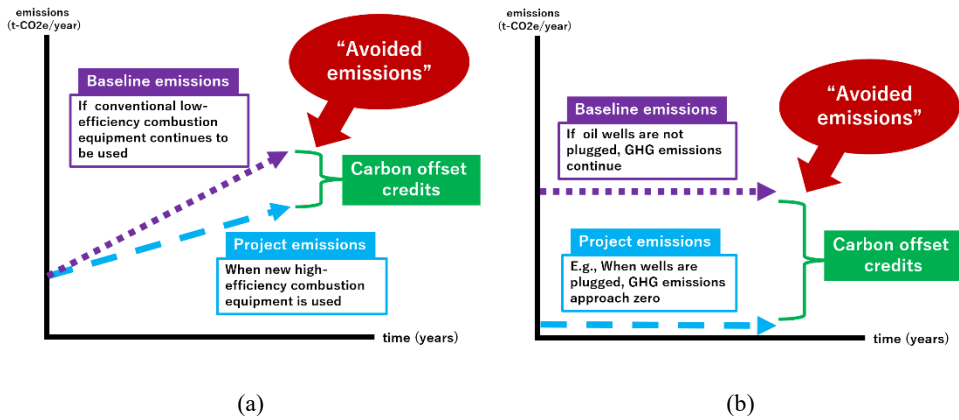 emissions
(t-CO2e/year)
“Avoided
emissions”
Baseline emissions
If conventional low-
efficiency combustion
equipment continues to
be used
Carbon offset
credits
Project emissions
When new high-
efficiency combustion
equipment is used
time (years)
(a)
emissions
(t-CO2e/year)
“Avoided
emissions”
Baseline emissions
If oil wells are not
plugged, GHG emissions
continue
Project emissions
E.g., When wells are
plugged, GHG emissions
approach zero
Carbon offset
credits
time (years)
(b)